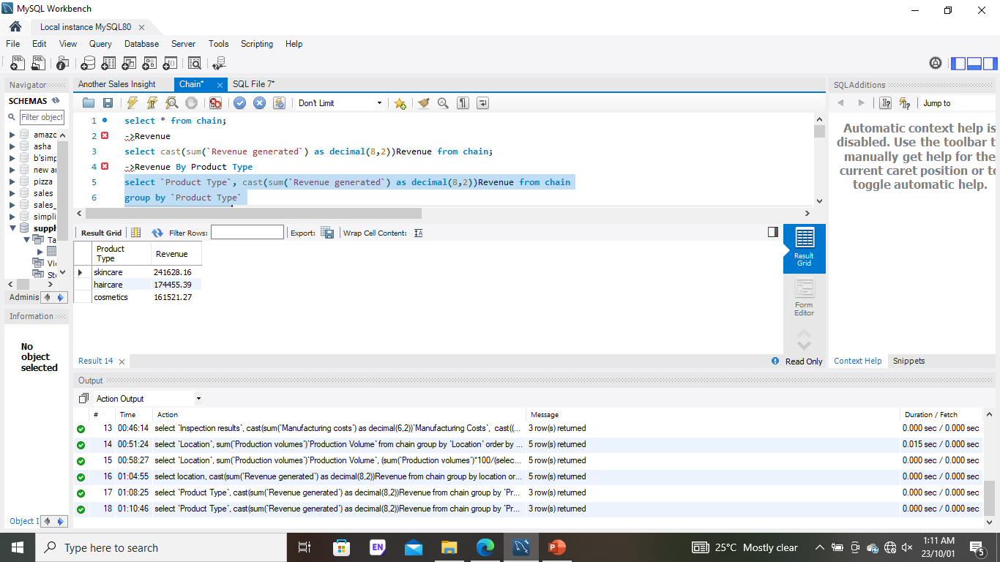 MySQL Workbench
Local instance MySQL80
File Edit View Query Database Server Tools Scripting Help
Navigator
SCHEMAS
Filter object
amazo
asha
b'simp
new ar
pizza
sales
sales_
simpli
suppl
Ta
Vi
St
Adminis
Information
No
object
selected
Object I
Another Sales Insight Chain* SQL File 7*
Don't Limit
1 select * from chain;
2 ->Revenue
3 select cast(sum(`Revenue generated`) as decimal(8,2))Revenue from chain;
4 ->Revenue By Product Type
5 select `Product Type`, cast(sum(`Revenue generated`) as decimal(8,2))Revenue from chain
6 group by `Product Type`
Result Grid Filter Rows: Export: Wrap Cell Content:
Product Type Revenue
skincare 241628.16
haircare 174455.39
cosmetics 161521.27
Result Grid
Form Editor
Result 14
Read Only
SQLAdditions
Jump to
Automatic context help is
disabled. Use the toolbar t
manually get help for the
current caret position or to
toggle automatic help.
Context Help Snippets
Output
Action Output
# Time Action Message Duration / Fetch
13 00:46:14 select `Inspection results`, cast(sum(`Manufacturing costs`) as decimal(6,2))`Manufacturing Costs`, cast((... 3 row(s) returned 0.000 sec / 0.000 sec
14 00:51:24 select `Location`, sum(`Production volumes`)`Production Volume` from chain group by `Location` order by ... 5 row(s) returned 0.015 sec / 0.000 sec
15 00:58:27 select `Location`, sum(`Production volumes`)`Production Volume`, (sum(`Production volumes`)*100/(selec... 5 row(s) returned 0.000 sec / 0.000 sec
16 01:04:55 select location, cast(sum(`Revenue generated`) as decimal(8,2))Revenue from chain group by location or... 5 row(s) returned 0.000 sec / 0.000 sec
17 01:08:25 select `Product Type`, cast(sum(`Revenue generated`) as decimal(8,2))Revenue from chain group by `Pr... 3 row(s) returned 0.000 sec / 0.000 sec
18 01:10:46 select `Product Type`, cast(sum(`Revenue generated`) as decimal(8,2))Revenue from chain group by `Pr... 3 row(s) returned 0.000 sec / 0.000 sec
Type here to search
EN
25°C Mostly clear
1:11 AM
23/10/01
5